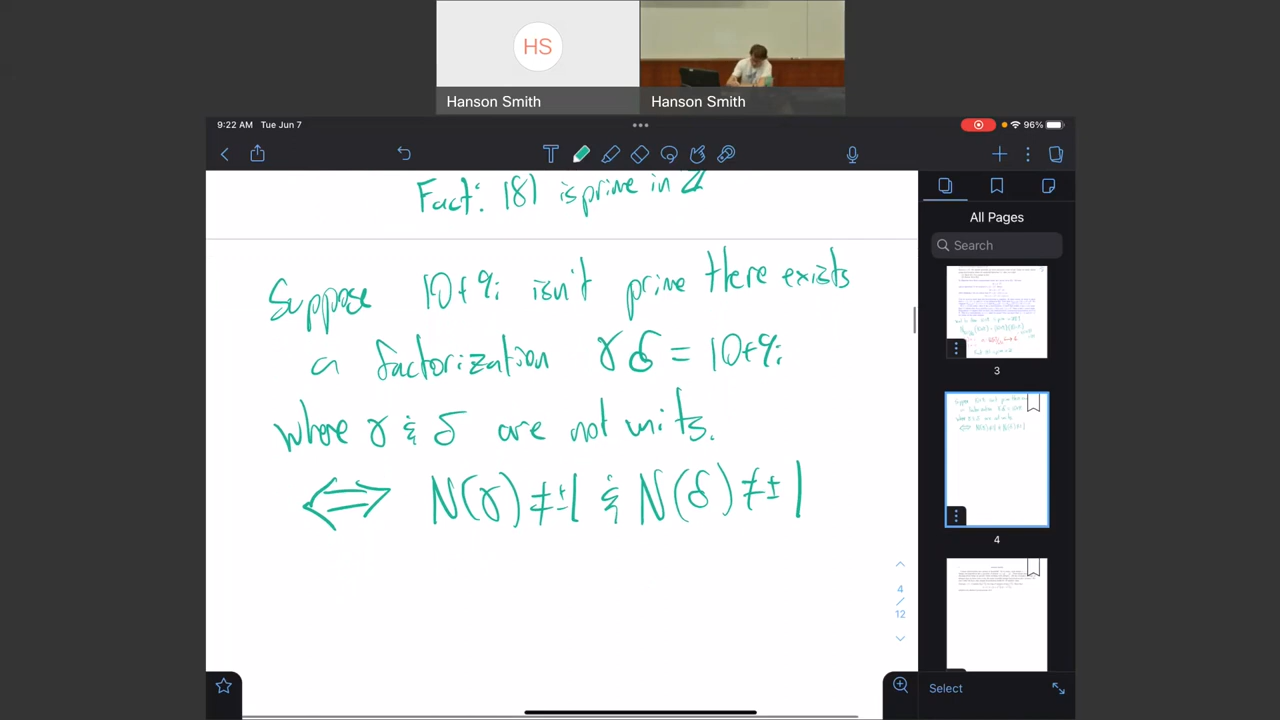 HS
Hanson Smith
Hanson Smith
9:22 AM Tue Jun 7
96%
Fact: 181 is prime in Z
Suppose 10+9i isn't prime there exists
a factorization γδ = 10+9i
where γ & δ are not units.
⟺ N(γ) ≠ ±1 & N(δ) ≠ ±1
4
/
12
All Pages
Search
3
4
Select